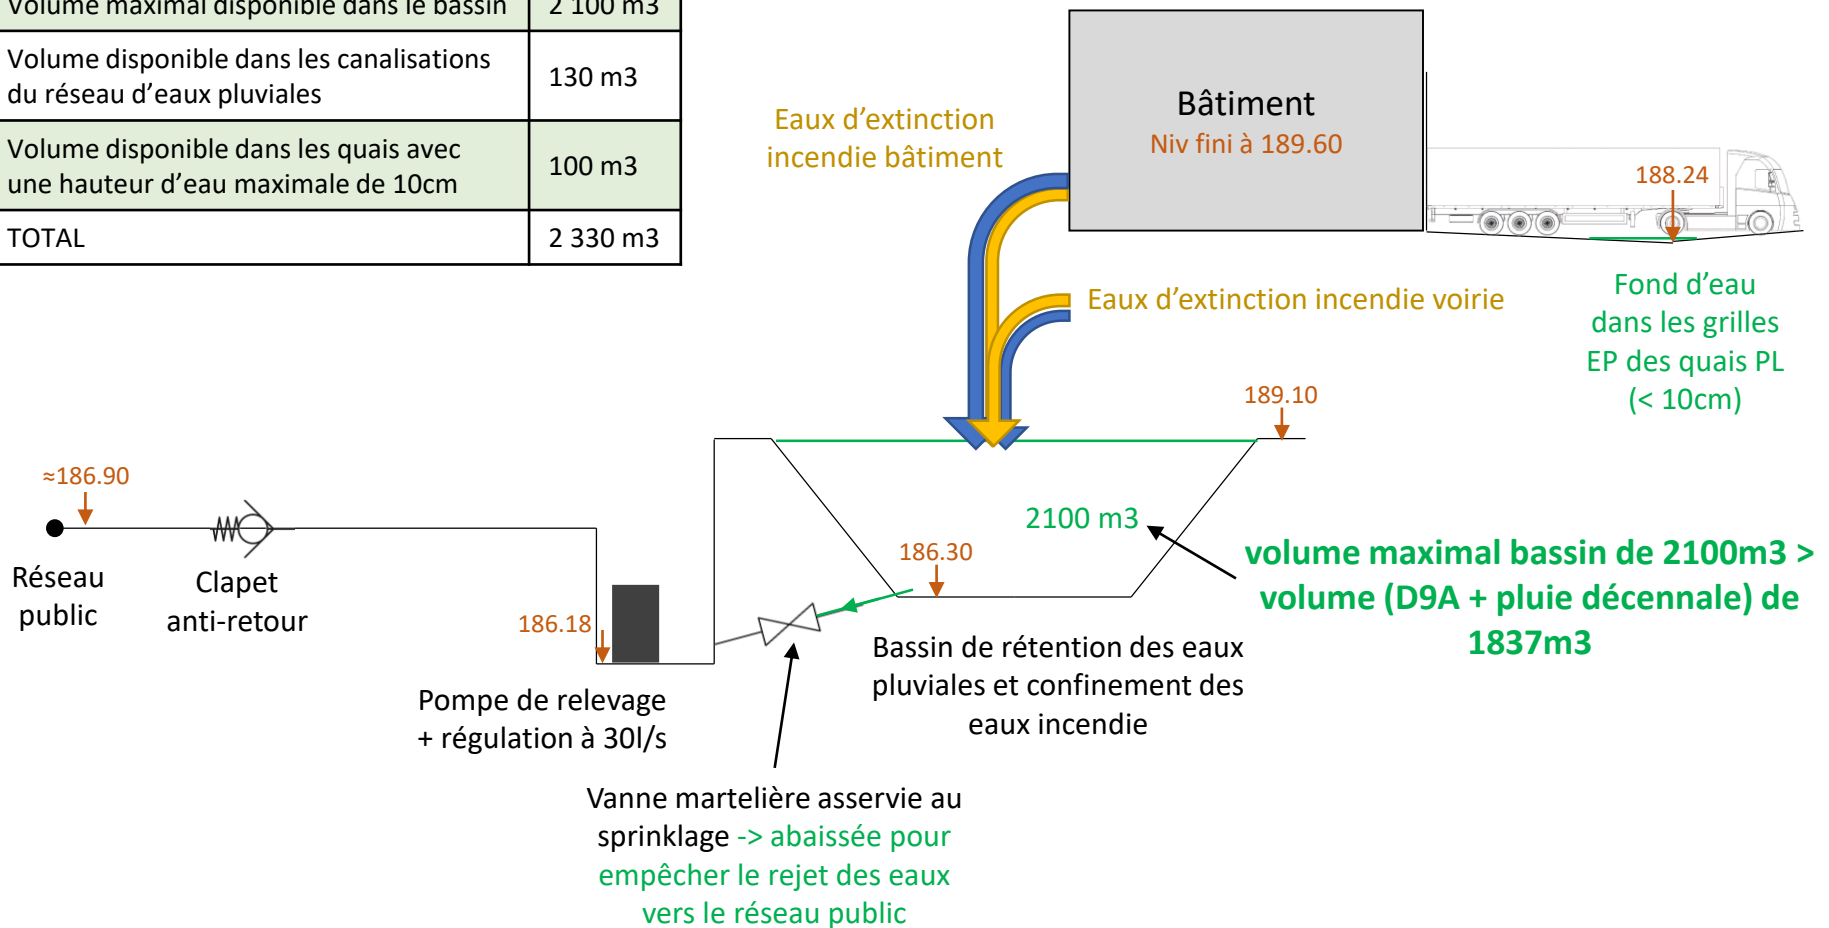 Volume maximal disponible dans le bassin
2 100 m3
Volume disponible dans les canalisations
du réseau d'eaux pluviales
130 m3
Volume disponible dans les quais avec
une hauteur d'eau maximale de 10cm
100 m3
TOTAL
2 330 m3
Eaux d'extinction
incendie bâtiment
Bâtiment
Niv fini à 189.60
188.24
Eaux d'extinction incendie voirie
Fond d'eau
dans les grilles
EP des quais PL
(< 10cm)
189.10
≈186.90
Réseau
public
Clapet
anti-retour
186.18
Pompe de relevage
+ régulation à 30l/s
2100 m3
186.30
volume maximal bassin de 2100m3 >
volume (D9A + pluie décennale) de
1837m3
Bassin de rétention des eaux
pluviales et confinement des
eaux incendie
Vanne martelière asservie au
sprinklage -> abaissée pour
empêcher le rejet des eaux
vers le réseau public